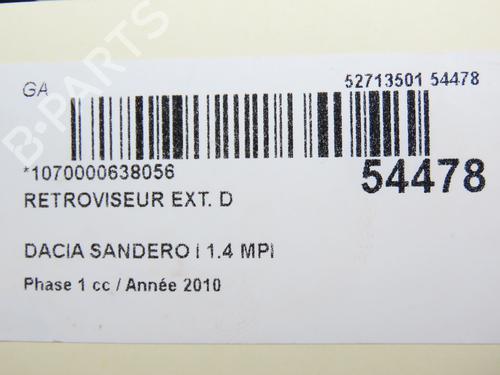 GA
52713501 54478
*1070000638056
54478
RETROVISEUR EXT. D
DACIA SANDERO I 1.4 MPI
Phase 1 cc / Année 2010
B-PARTS